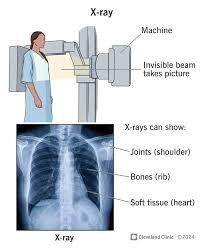 X-ray
Machine
Invisible beam
takes picture
X-rays can show:
Joints (shoulder)
Bones (rib)
Soft tissue (heart)
X-ray
Cleveland Clinic ©2024